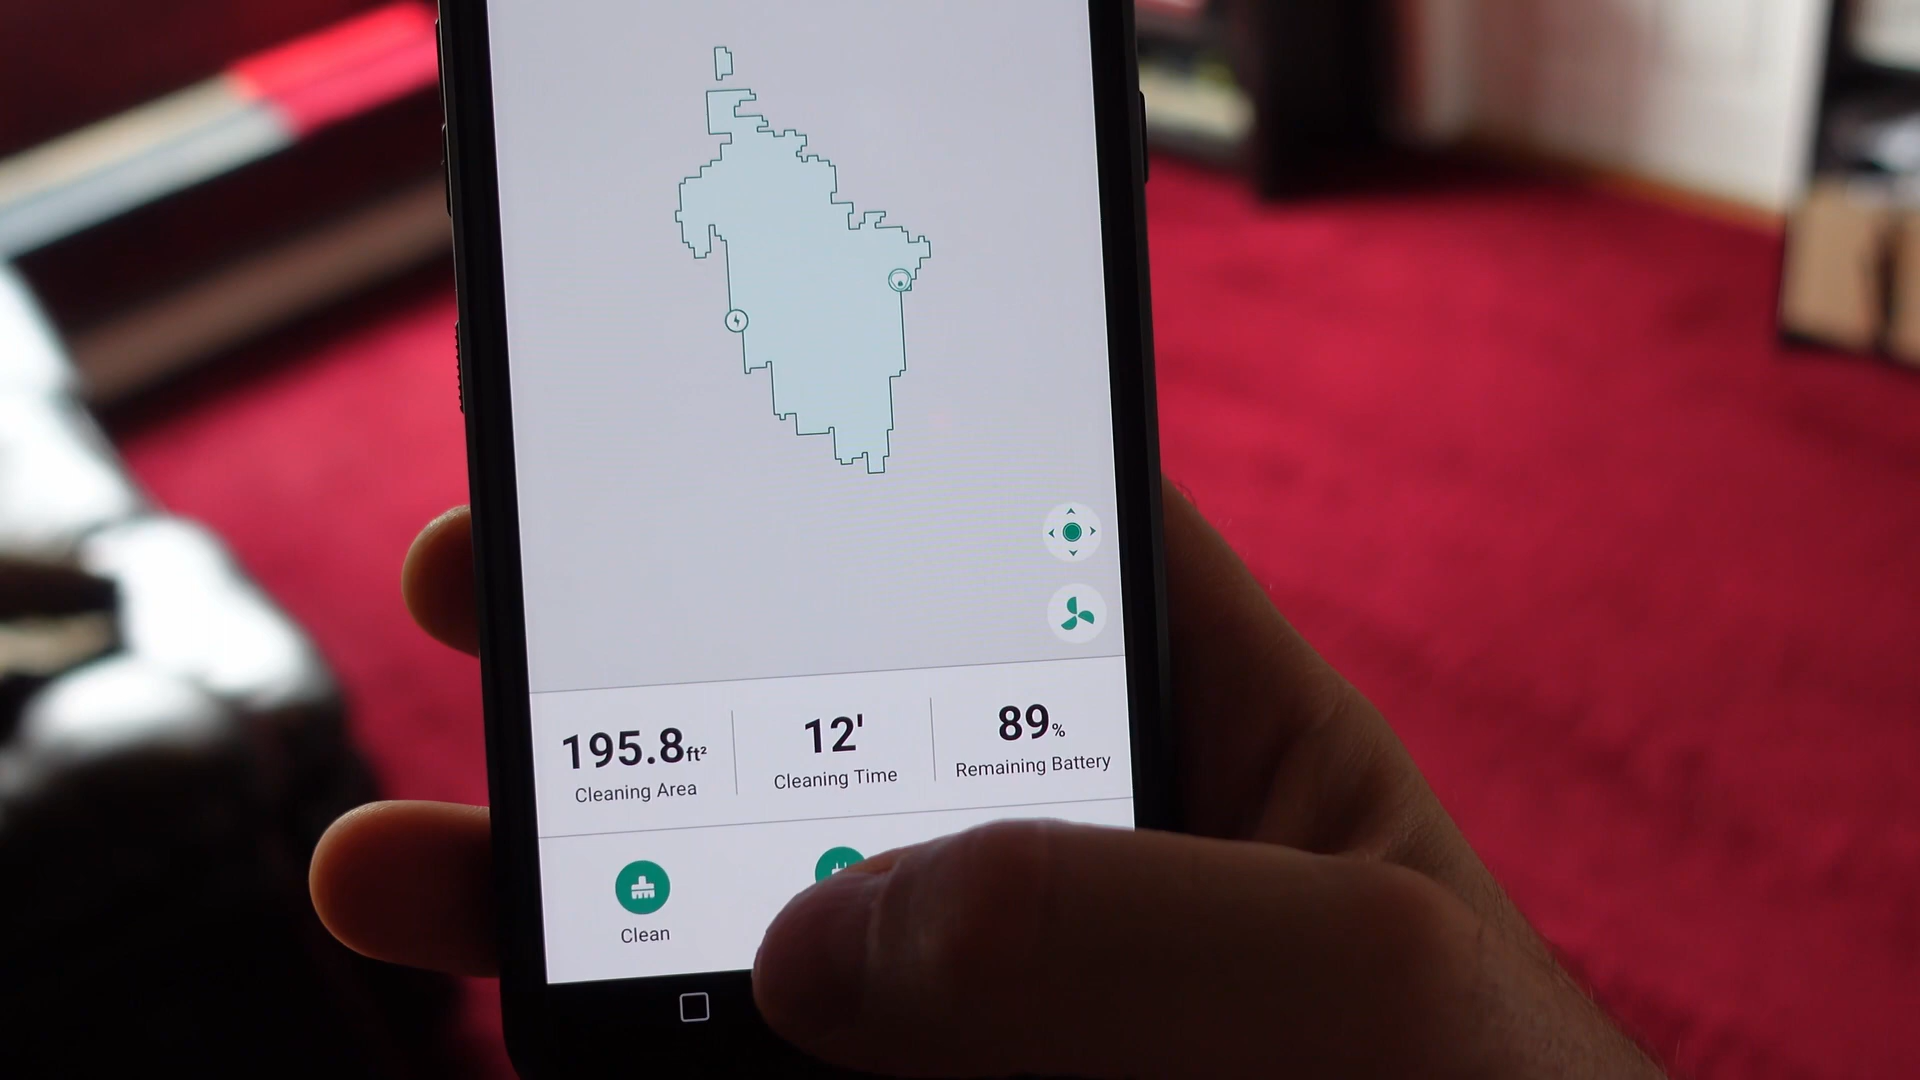 195.8ft²
Cleaning Area
12'
Cleaning Time
89%
Remaining Battery
Clean